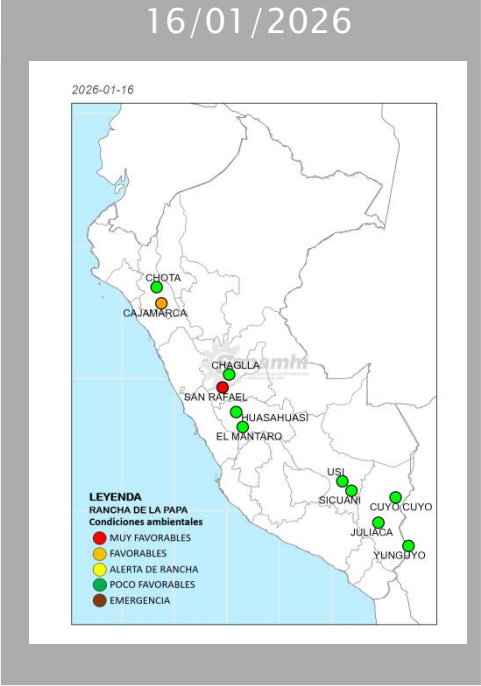 16/01/2026
2026-01-16
CHOTA
CAJAMARCA
Senamhi
CHAGLLA
SAN RAFAEL
HUASAHUASI
EL MANTARO
USI
SICUANI
CUYO CUYO
JULIACA
YUNGUYO
LEYENDA
RANCHA DE LA PAPA
Condiciones ambientales
MUY FAVORABLES
FAVORABLES
ALERTA DE RANCHA
POCO FAVORABLES
EMERGENCIA